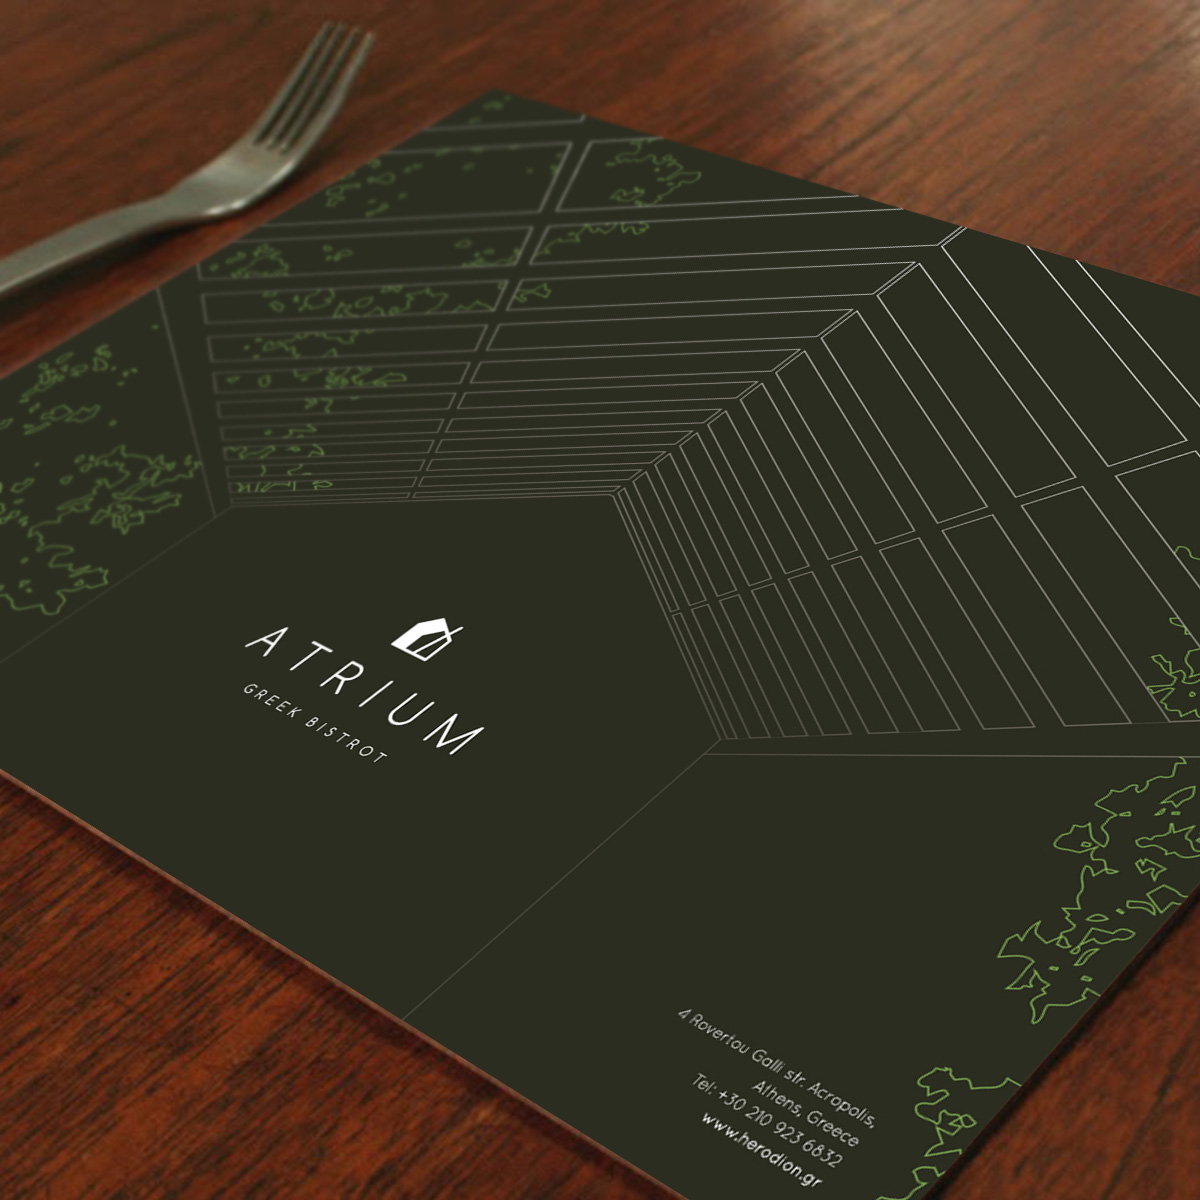 ATRIUM
GREEK BISTROT
4 Rovertou Galli str. Acropolis,
Athens, Greece
Tel: +30 210 923 6832
www.herodion.gr